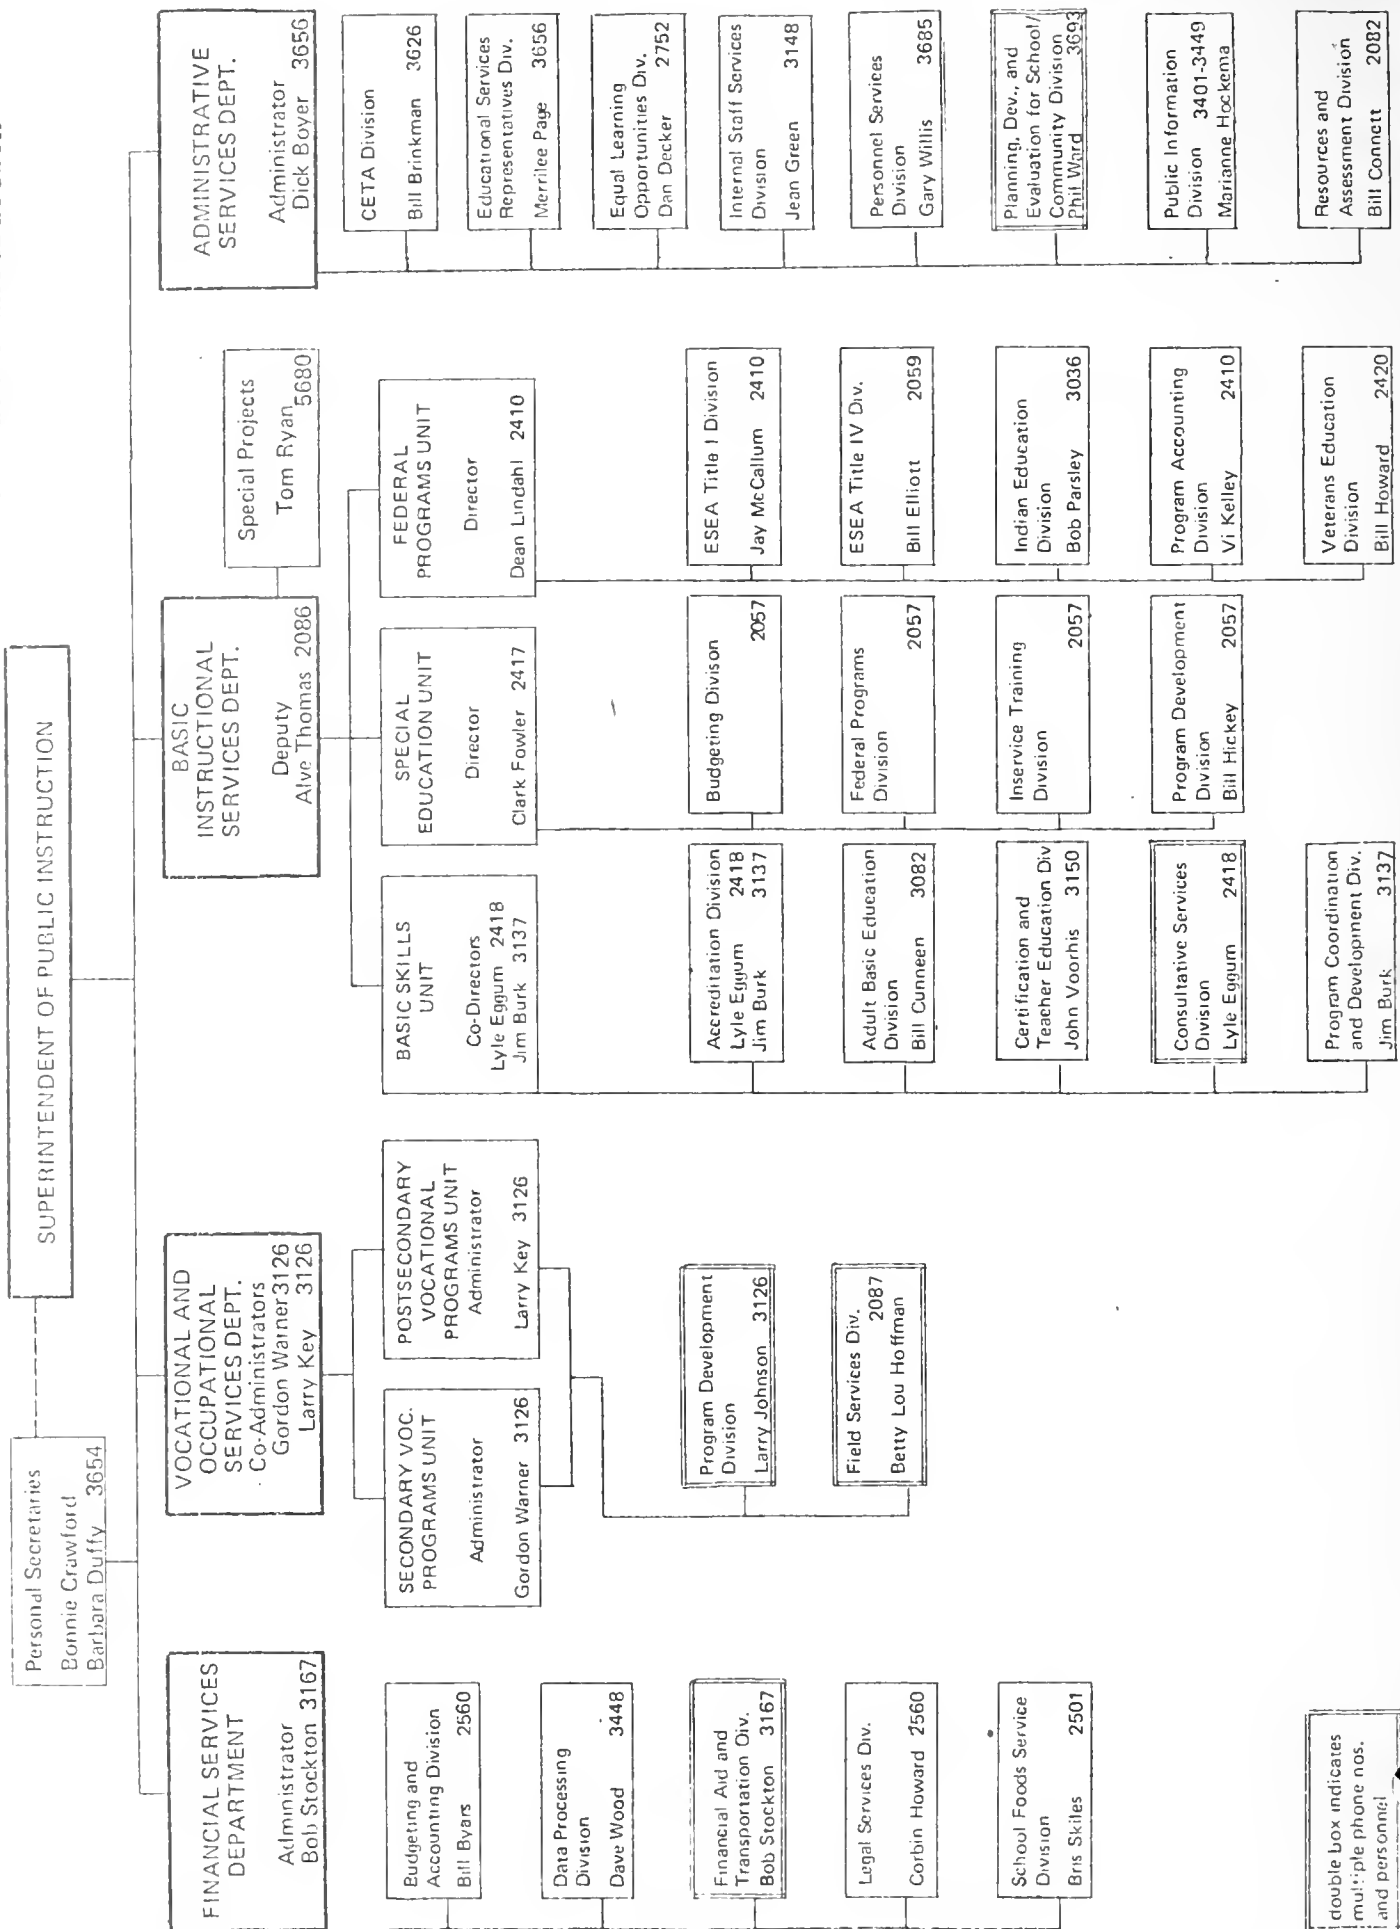 SUPERINTENDENT OF PUBLIC INSTRUCTION
Personal Secretaries
Bonnie Crawford
Barbara Duffy 3654
FINANCIAL SERVICES
DEPARTMENT
Administrator
Bob Stockton 3167
Budgeting and
Accounting Division
Bill Byars 2560
Data Processing
Division
Dave Wood 3448
Financial Aid and
Transportation Div.
Bob Stockton 3167
Legal Services Div.
Corbin Howard 2560
School Foods Service
Division
Bris Skiles 2501
double box indicates
multiple phone nos.
and personnel
VOCATIONAL AND
OCCUPATIONAL
SERVICES DEPT.
Co-Administrators
Gordon Warner 3126
Larry Key 3126
SECONDARY VOC.
PROGRAMS UNIT
Administrator
Gordon Warner 3126
POSTSECONDARY
VOCATIONAL
PROGRAMS UNIT
Administrator
Larry Key 3126
Program Development
Division
Larry Johnson 3126
Field Services Div.
2087
Betty Lou Hoffman
BASIC
INSTRUCTIONAL
SERVICES DEPT.
Deputy
Alve Thomas 2086
Special Projects
Tom Ryan
5680
BASIC SKILLS
UNIT
Co-Directors
Lyle Eggum 2418
Jim Burk 3137
Accreditation Division
Lyle Eggum 2418
Jim Burk 3137
Adult Basic Education
Division
Bill Cunneen 3082
Certification and
Teacher Education Div
John Voorhis 3150
Consultative Services
Division
Lyle Eggum 2418
Program Coordination
and Development Div.
Jim Burk 3137
SPECIAL
EDUCATION UNIT
Director
Clark Fowler 2417
Budgeting Divison
2057
Federal Programs
Division
2057
Inservice Training
Division
2057
Program Development
Division
Bill Hickey 2057
FEDERAL
PROGRAMS UNIT
Director
Dean Lindahl 2410
ESEA Title I Division
Jay McCallum 2410
ESEA Title IV Div.
Bill Elliott 2059
Indian Education
Division
Bob Parsley 3036
Program Accounting
Division
Vi Kelley 2410
Veterans Education
Division
Bill Howard 2420
ADMINISTRATIVE
SERVICES DEPT.
Administrator
Dick Boyer 3656
CETA Division
Bill Brinkman 3626
Educational Services
Representatives Div.
Merrilee Page 3656
Equal Learning
Opportunities Div.
Dan Decker 2752
Internal Staff Services
Division
Jean Green 3148
Personnel Services
Division
Gary Willis 3685
Planning, Dev., and
Evaluation for School/
Community Division
Phil Ward 3693
Public Information
Division 3401-3449
Marianne Hockema
Resources and
Assessment Division
Bill Connett 2082